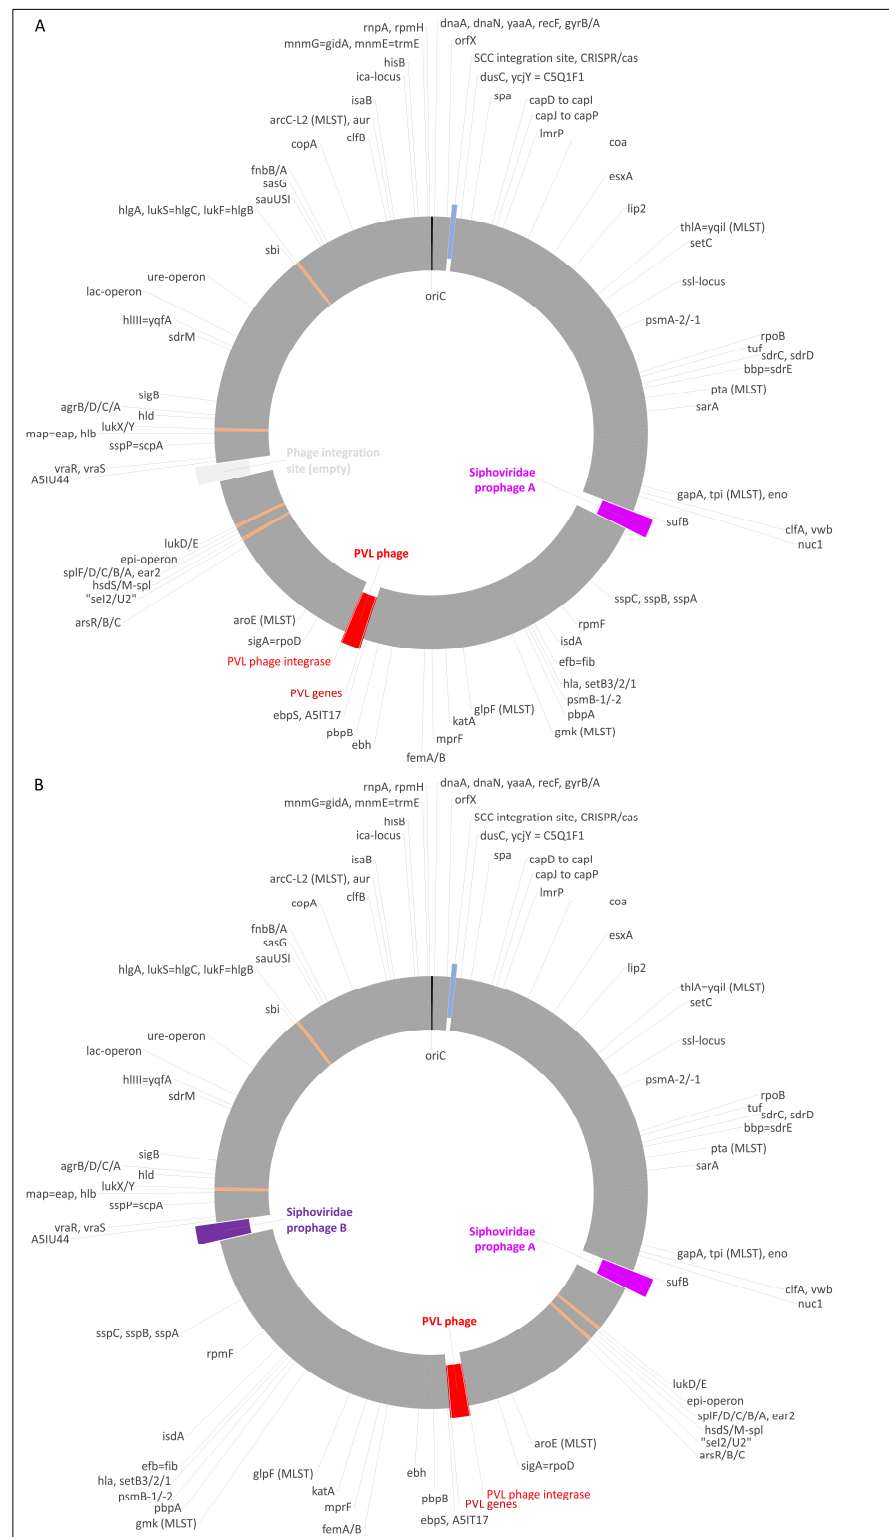 A
rnpA, rpmH
dnaA, dnaN, yaaA, recF, gyrB/A
mnmG=gidA, mnmE=trmE
orfX
hisB
SCC integration site, CRISPR/cas
ica-locus
dusC, ycjY = C5Q1F1
isaB
spa
capD to capI
arcC-L2 (MLST), aur
capJ to capP
clfB
lmrP
copA
coa
fnbB/A
esxA
sasG
sauUSI
hlgA, lukS=hlgC, lukF=hlgB
lip2
thlA=yqil (MLST)
sbi
setC
ure-operon
ssl-locus
lac-operon
oriC
hlIII=yqfA
psmA-2/-1
sdrM
rpoB
tuf
sdrC, sdrD
bbp=sdrE
sigB
pta (MLST)
agrB/D/C/A
sarA
hld
lukX/Y
map=eap, hlb
sspP=scpA
Phage integration
site (empty)
vraR, vraS
A5IU44
Siphoviridae
prophage A
gapA, tpi (MLST), eno
sufB
clfA, vwb
nuc1
lukD/E
epi-operon
PVL phage
splF/D/C/B/A, ear2
hsdS/M-spl
"sel2/U2"
sspC, sspB, sspA
arsR/B/C
aroE (MLST)
rpmF
sigA=rpoD
isdA
PVL phage integrase
efb=fib
hla, setB3/2/1
PVL genes
psmB-1/-2
ebpS, A5IT17
glpF (MLST)
pbpA
pbpB
katA
gmk (MLST)
ebh
mprF
femA/B
B
rnpA, rpmH
dnaA, dnaN, yaaA, recF, gyrB/A
mnmG=gidA, mnmE=trmE
orfX
hisB
SCC integration site, CRISPR/cas
ica-locus
dusC, ycjY = C5Q1F1
isaB
spa
capD to capI
arcC-L2 (MLST), aur
capJ to capP
clfB
lmrP
copA
coa
fnbB/A
esxA
sasG
sauUSI
hlgA, lukS=hlgC, lukF=hlgB
lip2
thlA=yqil (MLST)
sbi
setC
ure-operon
ssl-locus
lac-operon
oriC
hlIII=yqfA
psmA-2/-1
sdrM
rpoB
tuf
sdrC, sdrD
bbp=sdrE
sigB
pta (MLST)
agrB/D/C/A
sarA
hld
lukX/Y
map=eap, hlb
sspP=scpA
Siphoviridae
prophage B
vraR, vraS
A5IU44
Siphoviridae
prophage A
gapA, tpi (MLST), eno
sufB
clfA, vwb
nuc1
PVL phage
sspC, sspB, sspA
rpmF
lukD/E
epi-operon
splF/D/C/B/A, ear2
hsdS/M-spl
"sel2/U2"
arsR/B/C
isdA
aroE (MLST)
efb=fib
sigA=rpoD
hla, setB3/2/1
glpF (MLST)
ebh
psmB-1/-2
katA
pbpB
PVL phage integrase
pbpA
mprF
PVL genes
gmk (MLST)
femA/B
ebpS, A5IT17